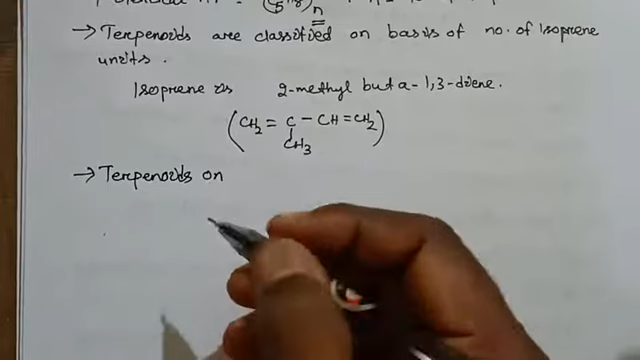 (C5H8)n
→ Terpenoids are classified on basis of no. of Isoprene
units.
Isoprene is 2-methyl buta-1,3-diene.
(CH2 = C - CH = CH2)
CH3
→ Terpenoids on